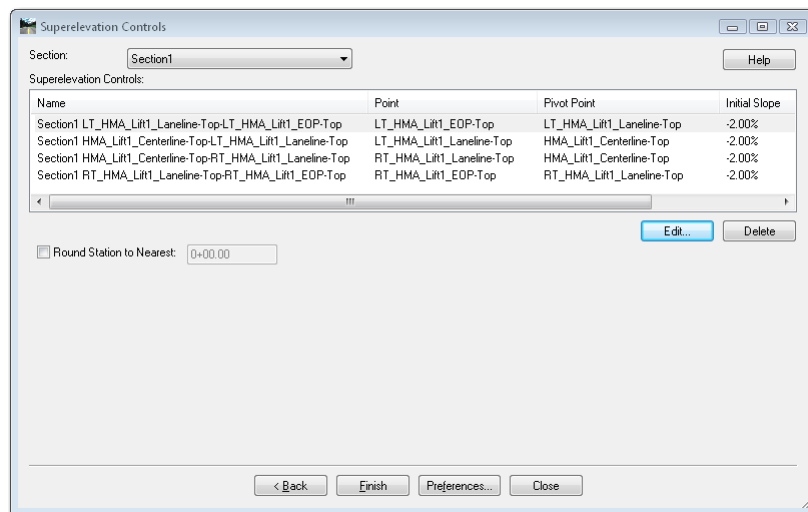 Superelevation Controls
Section: Section1 Help
Superelevation Controls:
Name Point Pivot Point Initial Slope
Section1 LT_HMA_Lift1_Laneline-Top-LT_HMA_Lift1_EOP-Top LT_HMA_Lift1_EOP-Top LT_HMA_Lift1_Laneline-Top -2.00%
Section1 HMA_Lift1_Centerline-Top-LT_HMA_Lift1_Laneline-Top LT_HMA_Lift1_Laneline-Top HMA_Lift1_Centerline-Top -2.00%
Section1 HMA_Lift1_Centerline-Top-RT_HMA_Lift1_Laneline-Top RT_HMA_Lift1_Laneline-Top HMA_Lift1_Centerline-Top -2.00%
Section1 RT_HMA_Lift1_Laneline-Top-RT_HMA_Lift1_EOP-Top RT_HMA_Lift1_EOP-Top RT_HMA_Lift1_Laneline-Top -2.00%
Edit... Delete
Round Station to Nearest: 0+00.00
< Back Finish Preferences... Close